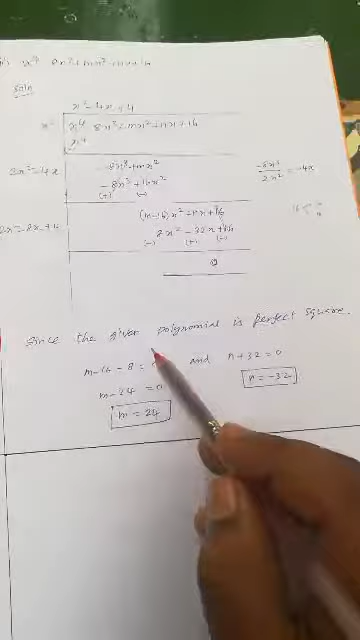 x⁴ 8x³ + mx² + nx + 16
Soln
x² - 4x + 4
x² x⁴ 8x³ + mx² + nx + 16
x⁴
2x² - 4x -8x³ + mx² -8x³/2x² = -4x
-8x³ + 16x²
(+) (-)
(m-16)x² + nx + 16
2x² - 8x + 4 8x² - 32x + 16
(-) (+) (-)
0
Since the given polynomial is perfect square.
m - 16 - 8 = and n + 32 = 0
m - 24 = 0 n = -32
m = 24